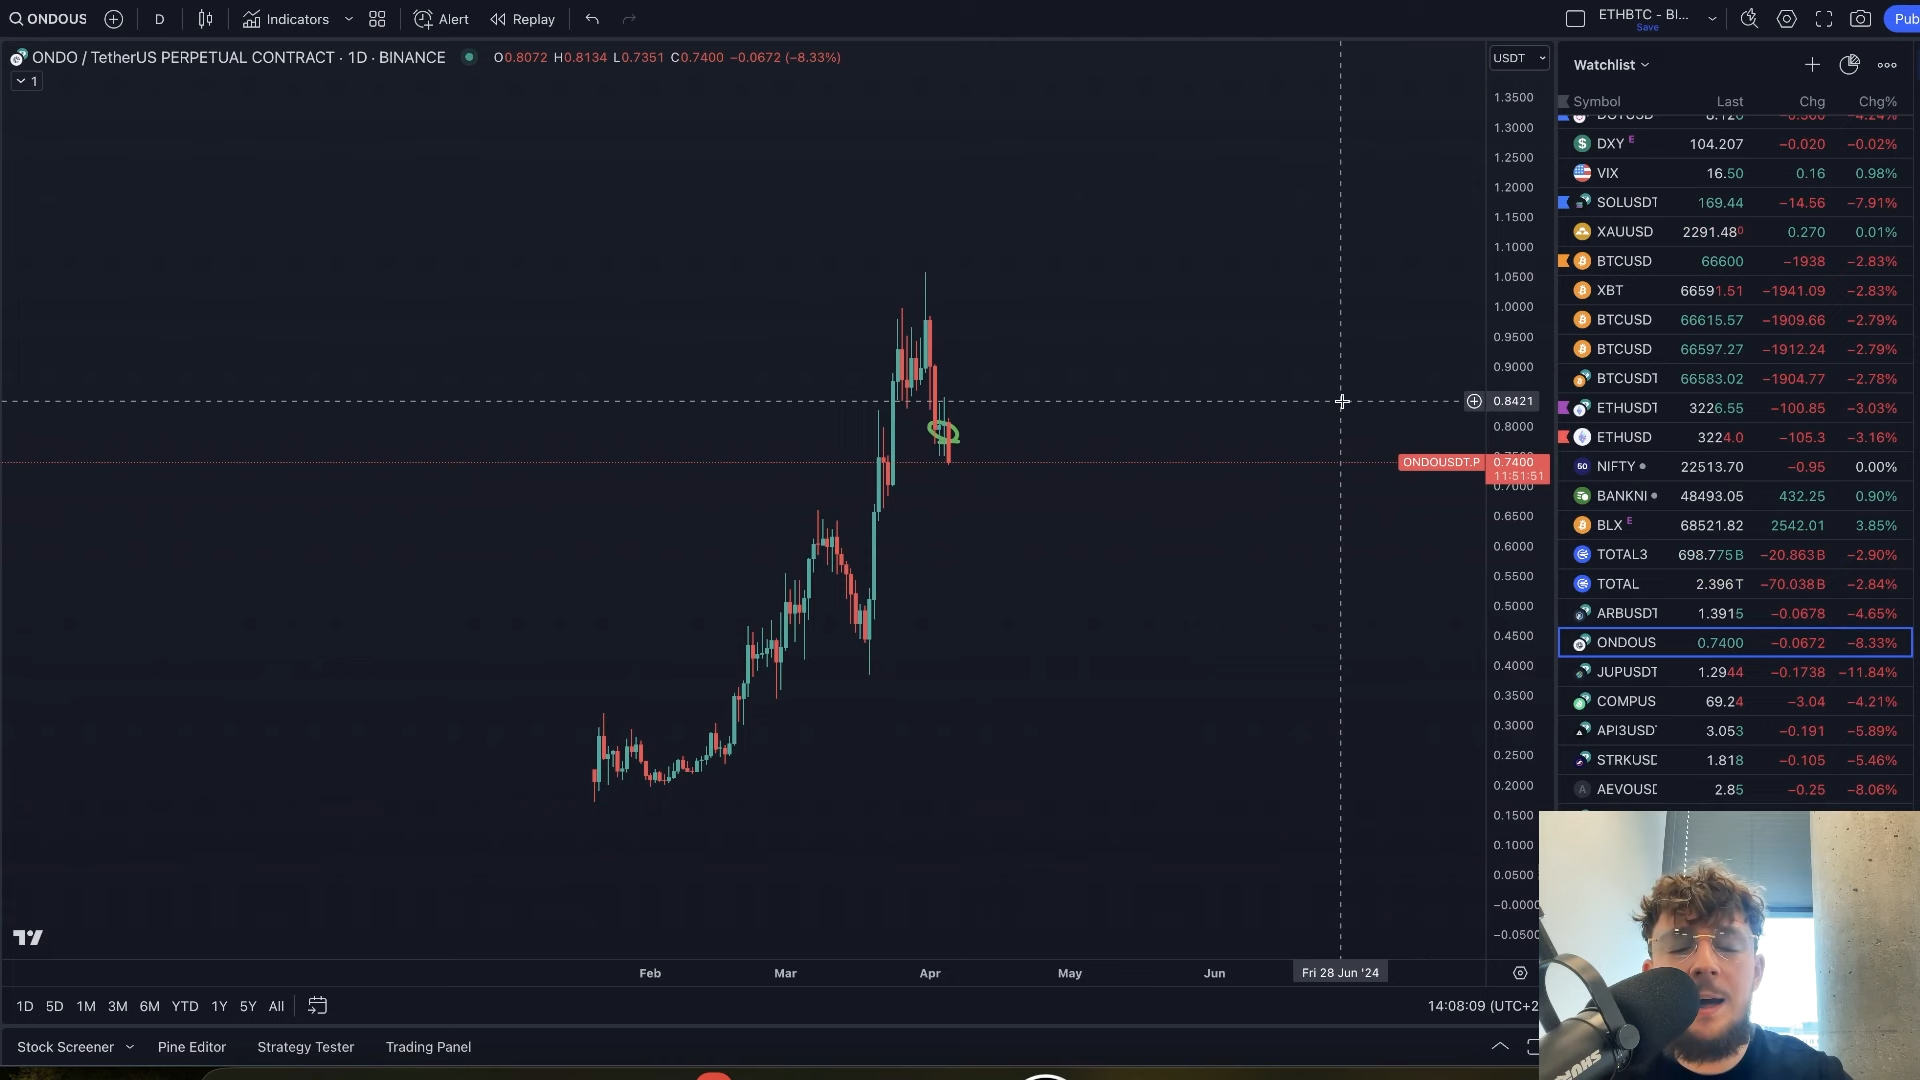 ONDOUS D Indicators Alert Replay ETHBTC - BI... Pub
Save
ONDO / TetherUS PERPETUAL CONTRACT · 1D · BINANCE O0.8072 H0.8134 L0.7351 C0.7400 −0.0672 (−8.33%) USDT
1
Watchlist
Symbol Last Chg Chg%
DXY E 104.207 −0.020 −0.02%
VIX 16.50 0.16 0.98%
SOLUSDT 169.44 −14.56 −7.91%
XAUUSD 2291.480 0.270 0.01%
BTCUSD 66600 −1938 −2.83%
XBT 66591.51 −1941.09 −2.83%
BTCUSD 66615.57 −1909.66 −2.79%
BTCUSD 66597.27 −1912.24 −2.79%
BTCUSDT 66583.02 −1904.77 −2.78%
ETHUSDT 3226.55 −100.85 −3.03%
ETHUSD 3224.0 −105.3 −3.16%
50 NIFTY 22513.70 −0.95 0.00%
BANKNI 48493.05 432.25 0.90%
BLX E 68521.82 2542.01 3.85%
TOTAL3 698.775B −20.863B −2.90%
TOTAL 2.396T −70.038B −2.84%
ARBUSDT 1.3915 −0.0678 −4.65%
ONDOUS 0.7400 −0.0672 −8.33%
JUPUSDT 1.2944 −0.1738 −11.84%
COMPUS 69.24 −3.04 −4.21%
API3USD 3.053 −0.191 −5.89%
STRKUSD 1.818 −0.105 −5.46%
A AEVOUSD 2.85 −0.25 −8.06%
1.3500
1.3000
1.2500
1.2000
1.1500
1.1000
1.0500
1.0000
0.9500
0.9000
0.8421
0.8000
ONDOUSDT.P 0.7400
11:51:51
0.7000
0.6500
0.6000
0.5500
0.5000
0.4500
0.4000
0.3500
0.3000
0.2500
0.2000
0.1500
0.1000
0.0500
−0.0000
−0.0500
Feb Mar Apr May Jun Fri 28 Jun '24
1D 5D 1M 3M 6M YTD 1Y 5Y All 14:08:09 (UTC+2
Stock Screener Pine Editor Strategy Tester Trading Panel
SHURE